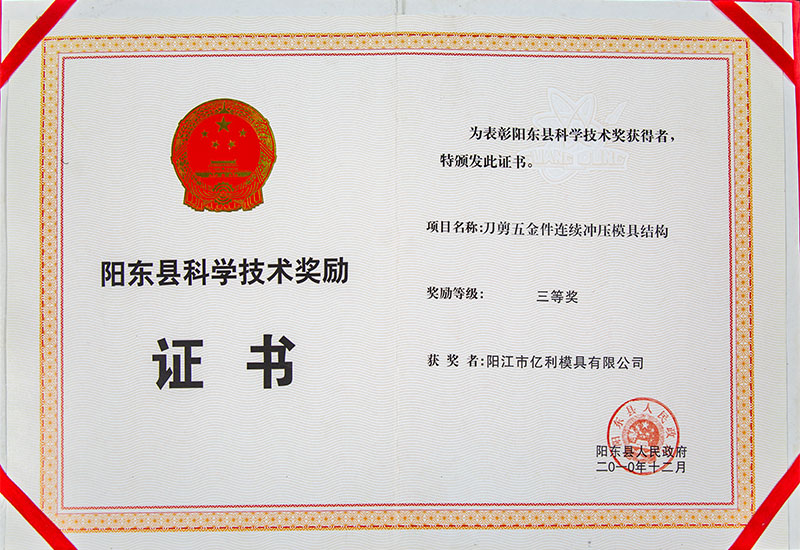 阳东县科学技术奖励
证书
为表彰阳东县科学技术奖获得者,
特颁发此证书。
项目名称:刀剪五金件连续冲压模具结构
奖励等级: 三等奖
获 奖 者:阳江市亿利模具有限公司
阳东县人民政府
阳东县人民政府
二〇一〇年十二月